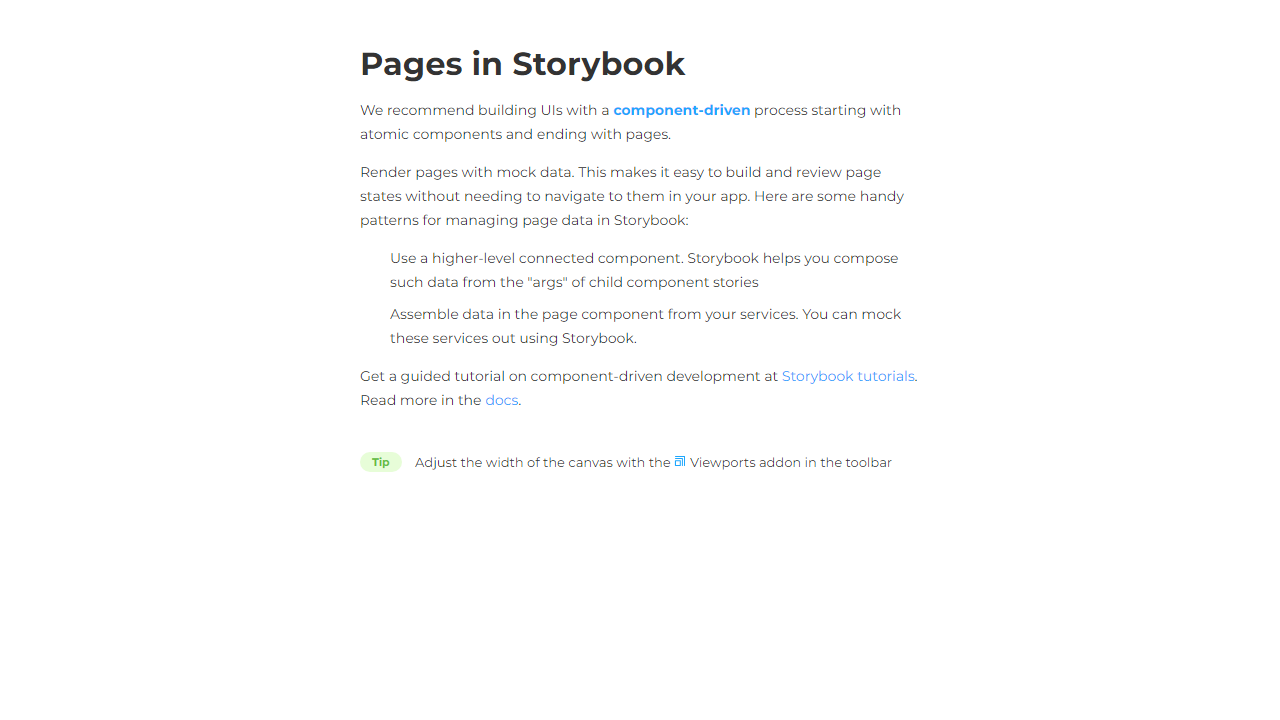 Pages in Storybook
We recommend building UIs with a component-driven process starting with
atomic components and ending with pages.
Render pages with mock data. This makes it easy to build and review page
states without needing to navigate to them in your app. Here are some handy
patterns for managing page data in Storybook:
Use a higher-level connected component. Storybook helps you compose
such data from the "args" of child component stories
Assemble data in the page component from your services. You can mock
these services out using Storybook.
Get a guided tutorial on component-driven development at Storybook tutorials.
Read more in the docs.
Tip Adjust the width of the canvas with the Viewports addon in the toolbar